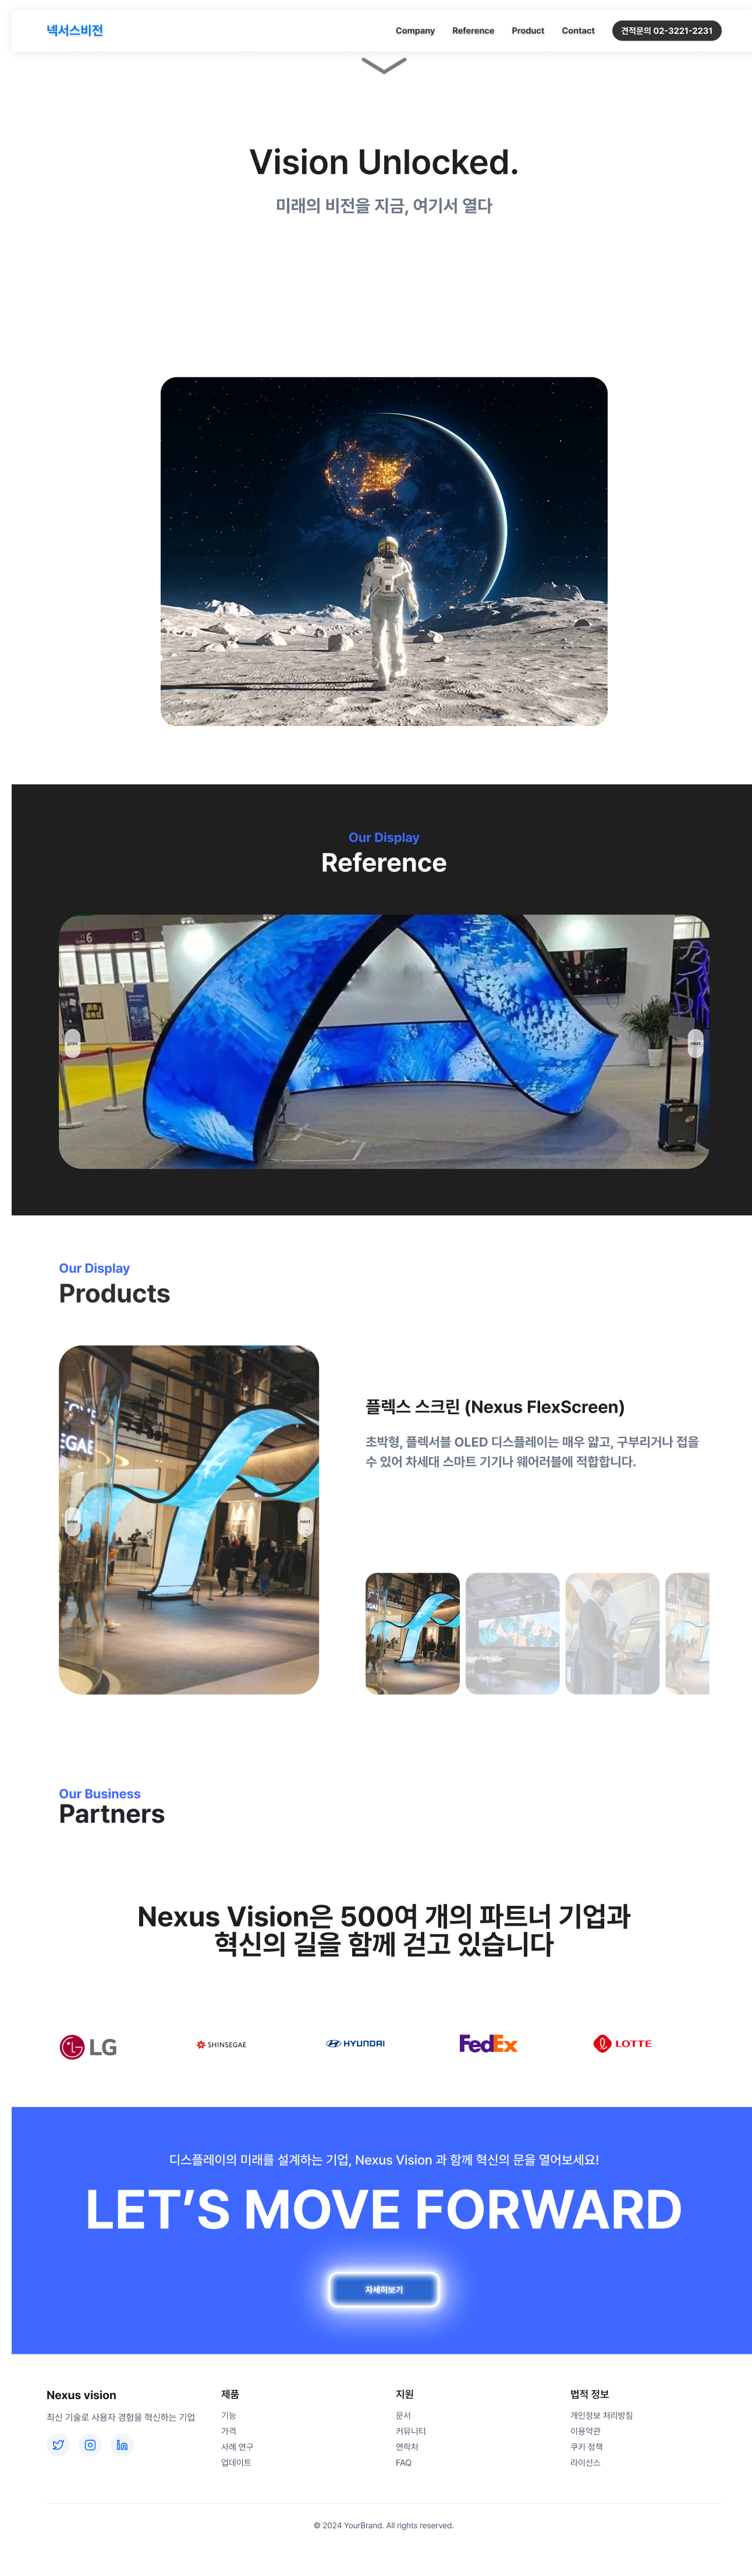 넥서스비전
Company Reference Product Contact 견적문의 02-3221-2231
Vision Unlocked.
미래의 비전을 지금, 여기서 열다
Our Display
Reference
6
prev
next
Our Display
Products
EGAE
prev
next
플렉스 스크린 (Nexus FlexScreen)
초박형, 플렉서블 OLED 디스플레이는 매우 얇고, 구부리거나 접을
수 있어 차세대 스마트 기기나 웨어러블에 적합합니다.
Our Business
Partners
Nexus Vision은 500여 개의 파트너 기업과
혁신의 길을 함께 걷고 있습니다
LG
SHINSEGAE
HYUNDAI
FedEx
LOTTE
디스플레이의 미래를 설계하는 기업, Nexus Vision 과 함께 혁신의 문을 열어보세요!
LET’S MOVE FORWARD
자세히보기
Nexus vision
최신 기술로 사용자 경험을 혁신하는 기업
제품
기능
가격
사례 연구
업데이트
지원
문서
커뮤니티
연락처
FAQ
법적 정보
개인정보 처리방침
이용약관
쿠키 정책
라이선스
© 2024 YourBrand. All rights reserved.